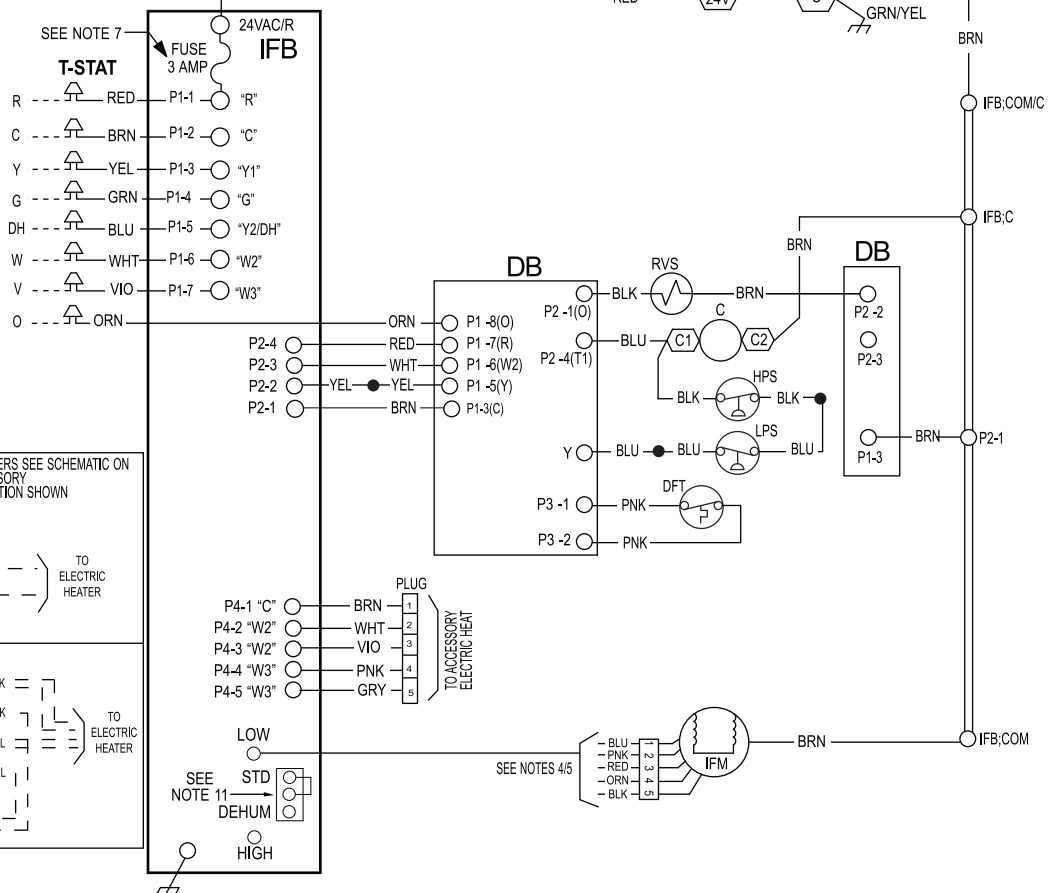 RED
24V
C
GRN/YEL
SEE NOTE 7
24VAC/R
IFB
FUSE
3 AMP
BRN
T-STAT
R RED P1-1 "R"
IFB;COM/C
C BRN P1-2 "C"
Y YEL P1-3 "Y1"
G GRN P1-4 "G"
DH BLU P1-5 "Y2/DH"
IFB;C
W WHT P1-6 "W2"
V VIO P1-7 "W3"
O ORN
DB
RVS
BRN
DB
BLK BRN
P2 -1(O)
P2 -2
C
ORN P1 -8(O)
P2-4 RED P1 -7(R)
P2-3 WHT P1 -6(W2)
P2-2 YEL YEL P1 -5(Y)
P2-1 BRN P1-3(C)
BLU C1 C2
P2 -4(T1)
P2-3
HPS
BLK BLK
LPS
Y BLU BLU BLU
BRN P2-1
P1-3
DFT
P3 -1 PNK
P3 -2 PNK
ERS SEE SCHEMATIC ON
SORY
TION SHOWN
TO
ELECTRIC
HEATER
PLUG
P4-1 "C" BRN 1
P4-2 "W2" WHT 2
P4-3 "W2" VIO 3
P4-4 "W3" PNK 4
P4-5 "W3" GRY 5
TO ACCESSORY
ELECTRIC HEAT
K
K
L
L
TO
ELECTRIC
HEATER
LOW
SEE
NOTE 11
STD
DEHUM
HIGH
SEE NOTES 4/5
BLU 1
PNK 2
RED 3
ORN 4
BLK 5
IFM
BRN
IFB;COM